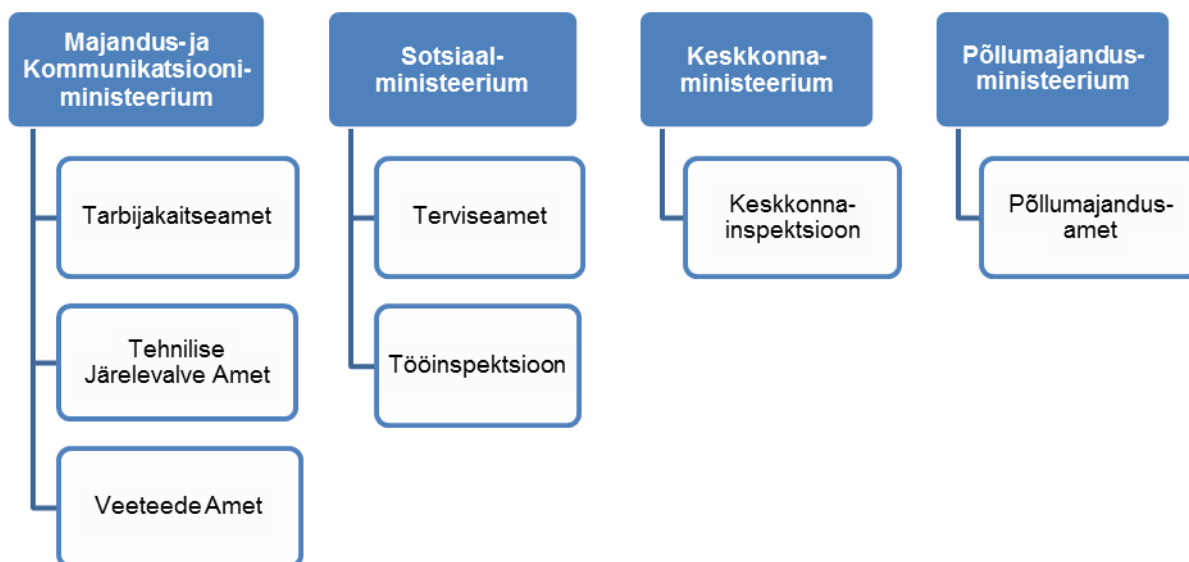 Majandus- ja
Kommunikatsiooni-
ministeerium
Tarbijakaitseamet
Tehnilise
Järelevalve Amet
Veeteede Amet
Sotsiaal-
ministeerium
Terviseamet
Tööinspektsioon
Keskkonna-
ministeerium
Keskkonna-
inspektsioon
Põllumajandus-
ministeerium
Põllumajandus-
amet